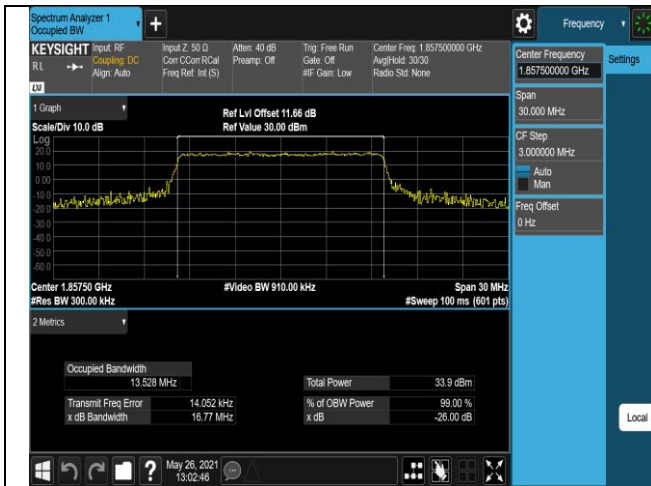 Spectrum Analyzer 1
Occupied BW
Frequency
KEYSIGHT
RL
LXI
Input: RF
Coupling: DC
Align: Auto
Input Z: 50 Ω
Corr CCorr RCal
Freq Ref: Int (S)
Atten: 40 dB
Preamp: Off
Trig: Free Run
Gate: Off
#IF Gain: Low
Center Freq: 1.857500000 GHz
Avg|Hold: 30/30
Radio Std: None
Center Frequency
1.857500000 GHz
Settings
Span
30.000 MHz
CF Step
3.000000 MHz
Auto
Man
Freq Offset
0 Hz
Local
1 Graph
Scale/Div 10.0 dB
Ref Lvl Offset 11.66 dB
Ref Value 30.00 dBm
Log
20.0
10.0
0.00
-10.0
-20.0
-30.0
-40.0
-50.0
-60.0
Center 1.85750 GHz
#Video BW 910.00 kHz
Span 30 MHz
#Res BW 300.00 kHz
#Sweep 100 ms (601 pts)
2 Metrics
Occupied Bandwidth
13.528 MHz
Total Power 33.9 dBm
Transmit Freq Error 14.052 kHz
% of OBW Power 99.00 %
x dB Bandwidth 16.77 MHz
x dB -26.00 dB
?
May 26, 2021
13:02:46